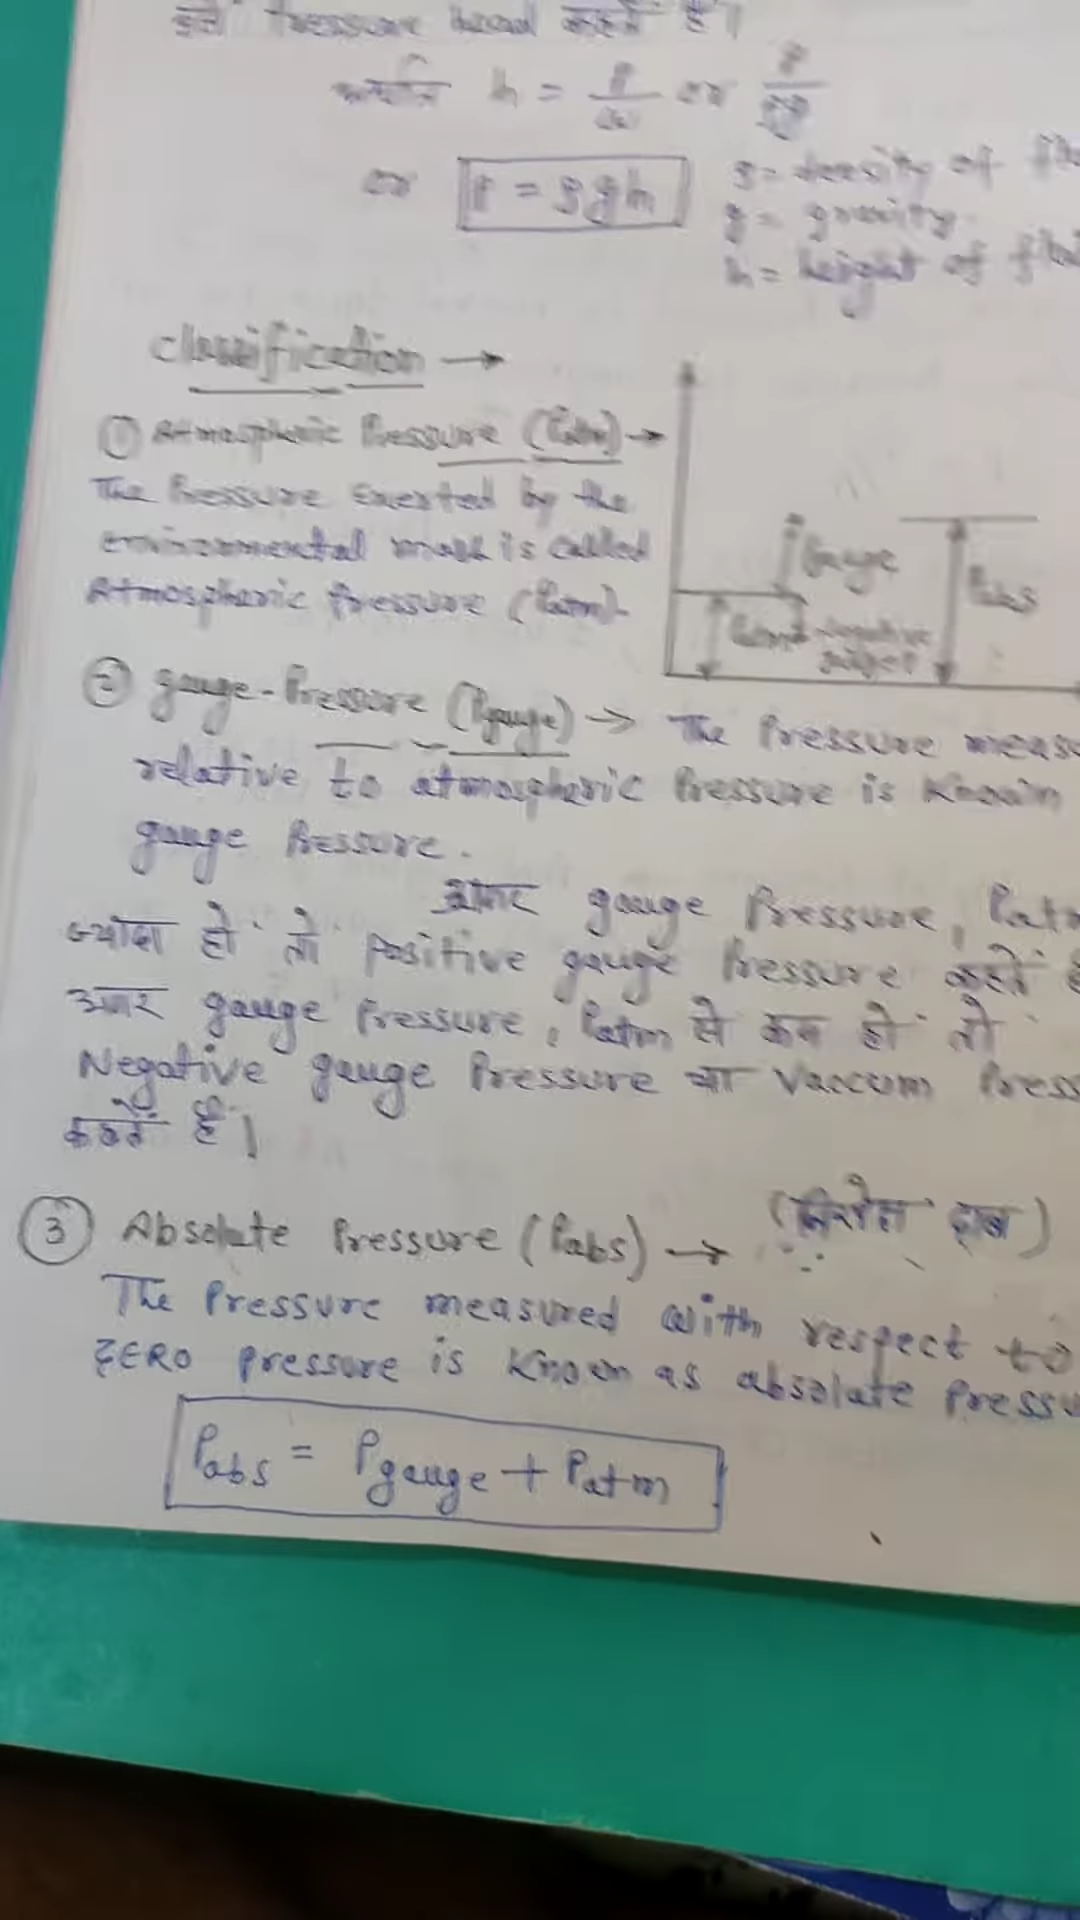 इसे Pressure head कहते है।
अर्थात h = P/ω or P/ρg
or P = ρgh
ρ = density of
g = gravity.
h = height of
classification →
① Atmospheric Pressure (Patm) →
The Pressure Exerted by the
environmental mass is called
Atmospheric Pressure (Patm).
Pgauge
Pabs
Patm
negative
② gauge-Pressure (Pgauge) → The Pressure
relative to atmospheric Pressure is Known
gauge Pressure.
अगर gauge Pressure,
ज्यादा हो तो positive gauge Pressure कहते
अगर gauge Pressure, Patm से कम हो तो
Negative gauge Pressure या Vaccum
कहते है।
③ Absolute Pressure (Pabs) → (निरपेक्ष दाब)
The Pressure measured with respect to
ZERO pressure is Known as absolute
Pabs = Pgauge + Patm